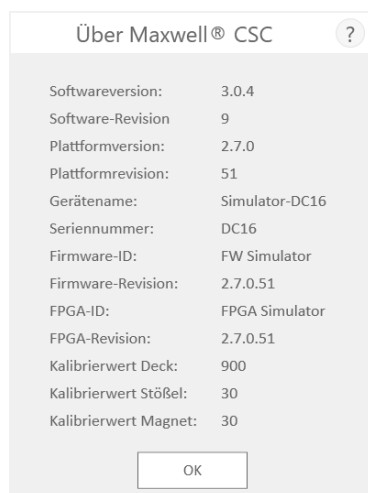 Über Maxwell® CSC ?
Softwareversion: 3.0.4
Software-Revision 9
Plattformversion: 2.7.0
Plattformrevision: 51
Gerätename: Simulator-DC16
Seriennummer: DC16
Firmware-ID: FW Simulator
Firmware-Revision: 2.7.0.51
FPGA-ID: FPGA Simulator
FPGA-Revision: 2.7.0.51
Kalibrierwert Deck: 900
Kalibrierwert Stößel: 30
Kalibrierwert Magnet: 30
OK